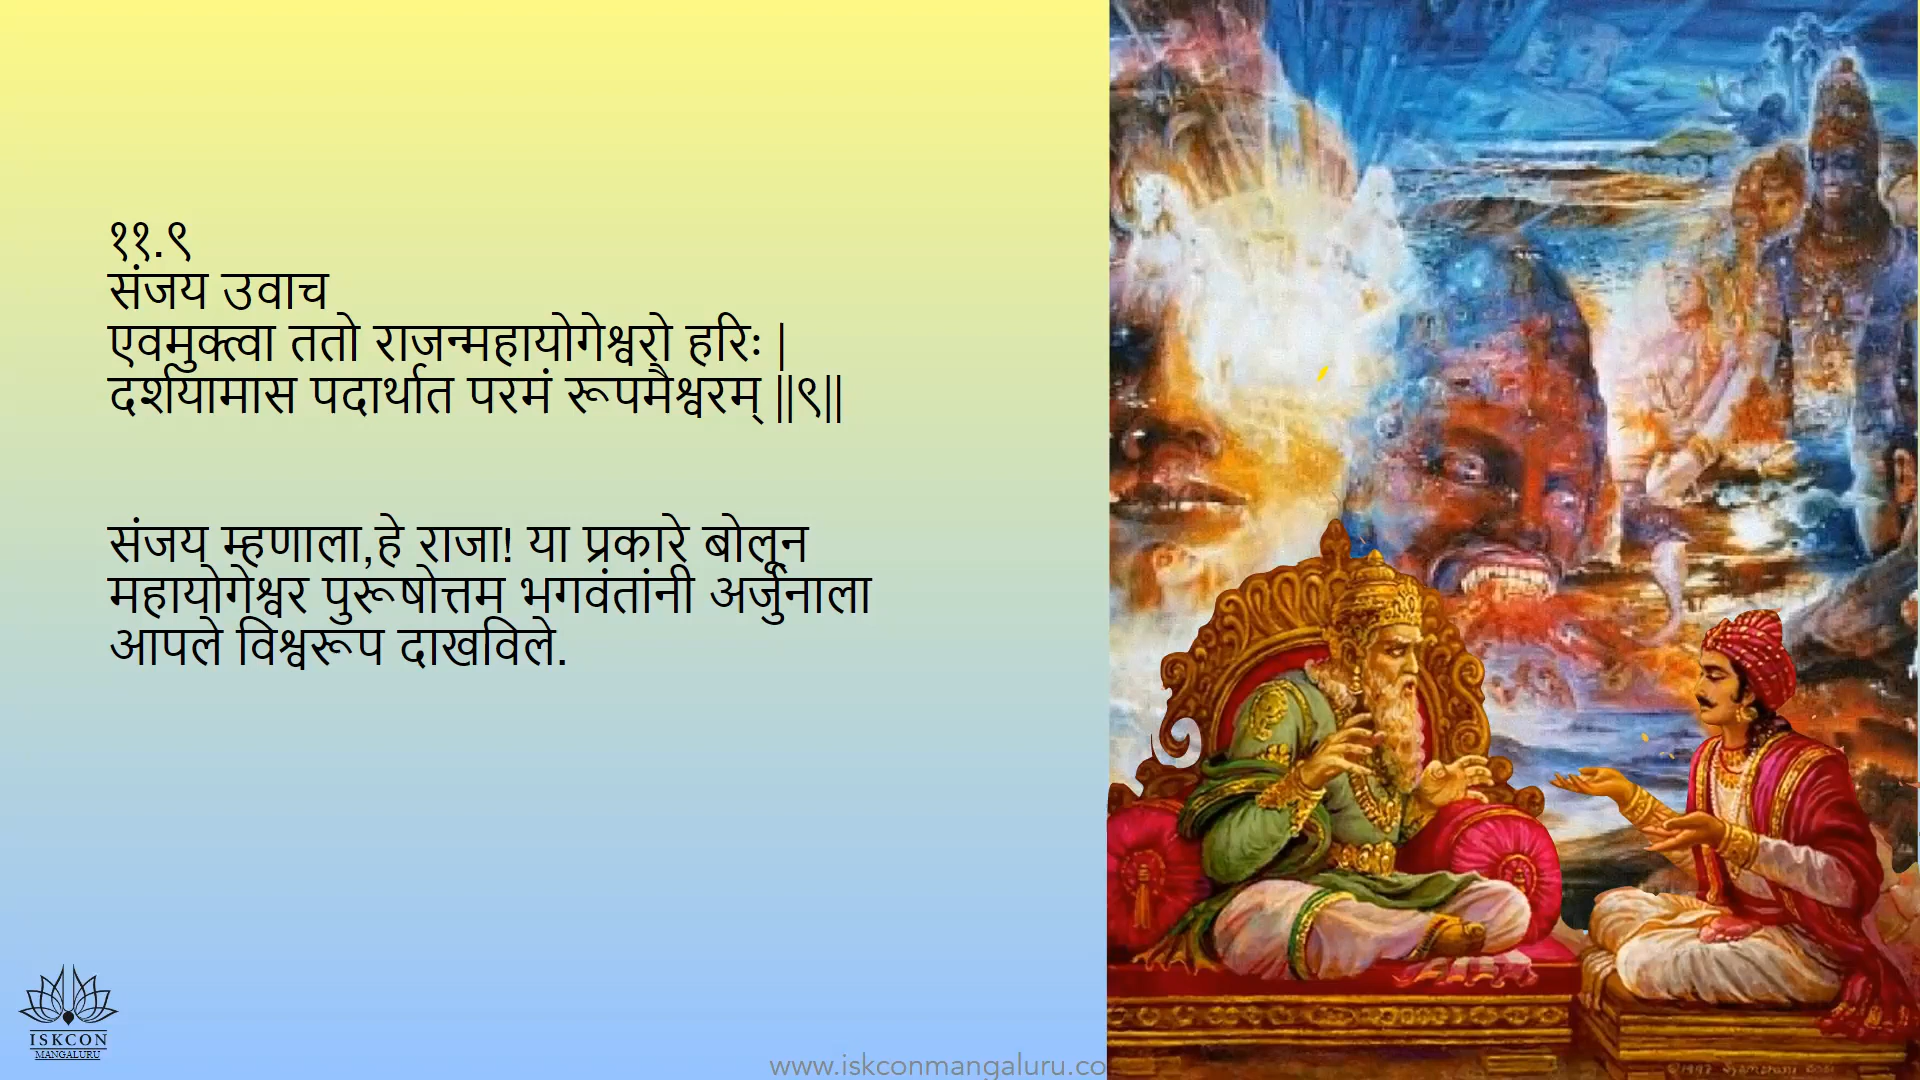 ११.९
संजय उवाच
एवमुक्त्वा ततो राजन्महायोगेश्वरो हरिः |
दर्शयामास पदार्थात परमं रूपमैश्वरम् ||९||
संजय म्हणाला,हे राजा! या प्रकारे बोलून
महायोगेश्वर पुरूषोत्तम भगवंतांनी अर्जुनाला
आपले विश्वरूप दाखविले.
ISKCON
MANGALURU
www.iskconmangaluru.co